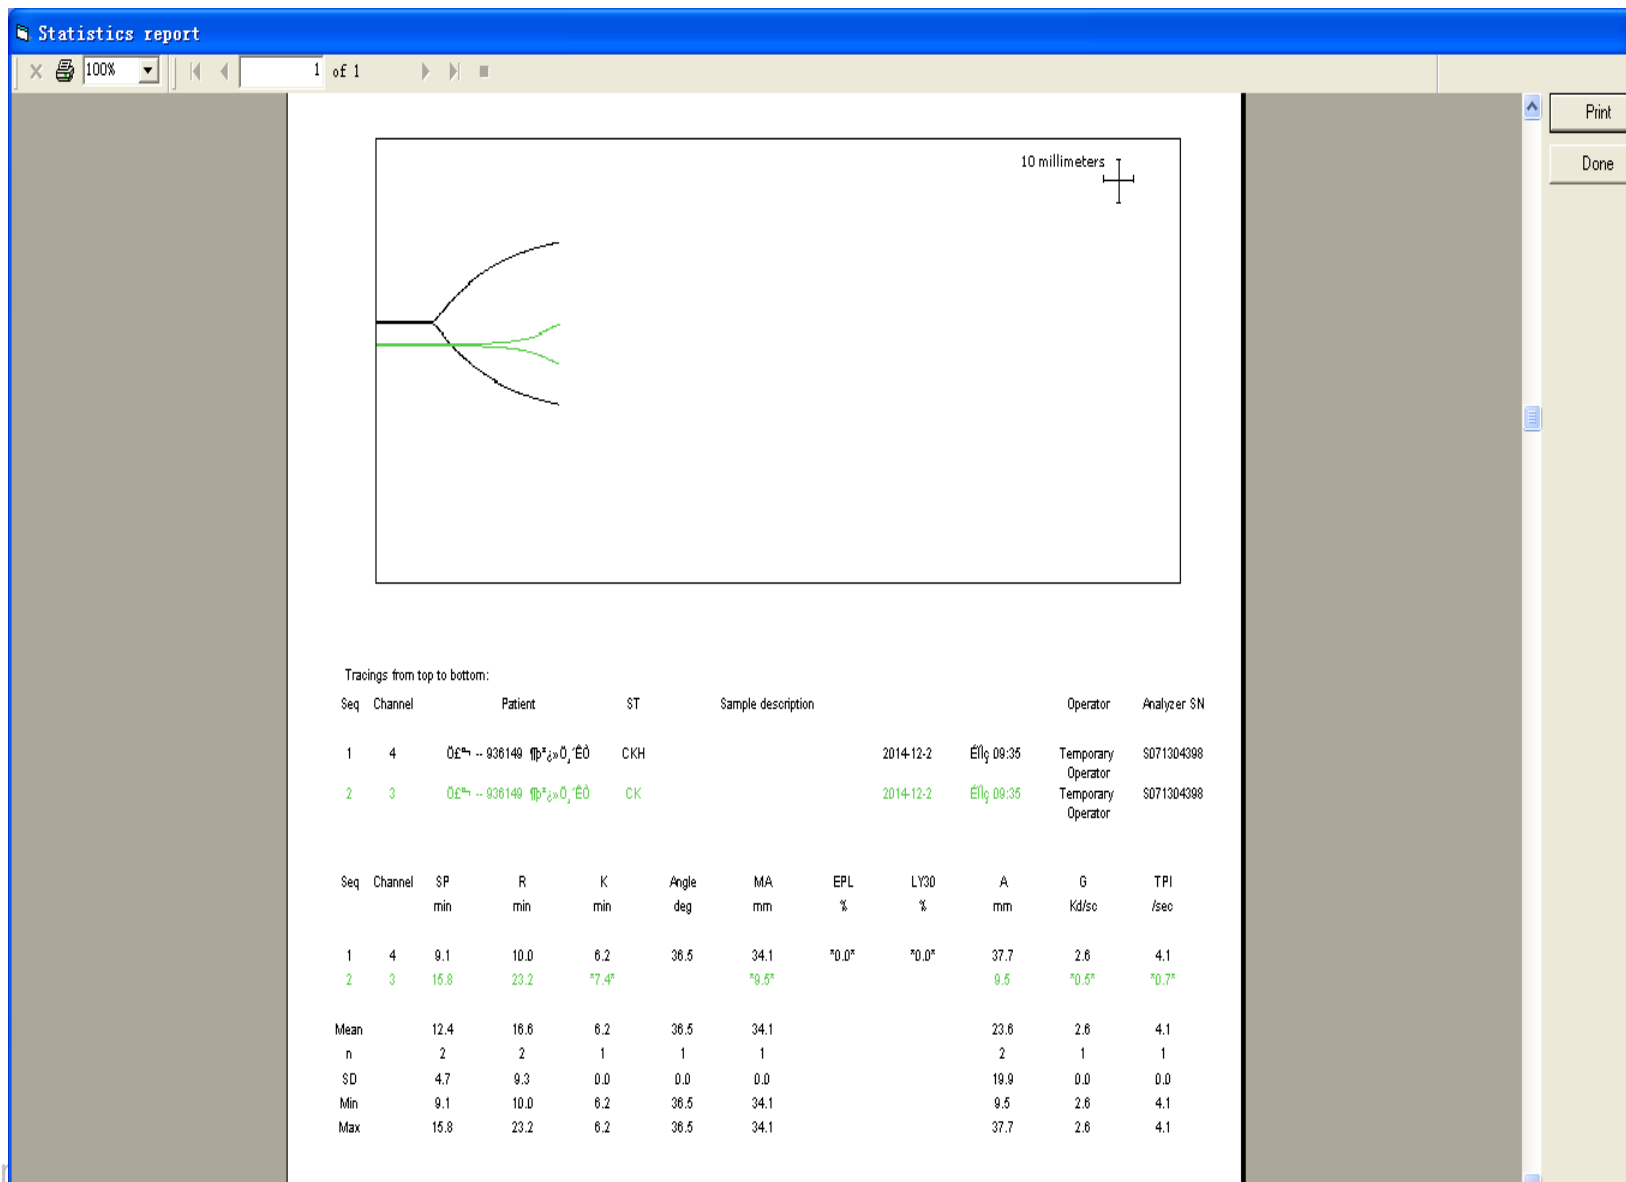 Statistics report
100% 1 of 1
Print
Done
10 millimeters
Tracings from top to bottom:
Seq Channel Patient ST Sample description Operator Analyzer SN
1 4 -- 936149 CKH 2014-12-2 09:35 Temporary Operator S071304398
2 3 -- 936149 CK 2014-12-2 09:35 Temporary Operator S071304398
Seq Channel SP R K Angle MA EPL LY30 A G TPI
min min min deg mm % % mm Kd/sc /sec
1 4 9.1 10.0 6.2 36.5 34.1 *0.0* *0.0* 37.7 2.6 4.1
2 3 15.8 23.2 *7.4* *9.5* 9.5 *0.5* *0.7*
Mean 12.4 16.6 6.2 36.5 34.1 23.6 2.6 4.1
n 2 2 1 1 1 2 1 1
SD 4.7 9.3 0.0 0.0 0.0 19.9 0.0 0.0
Min 9.1 10.0 6.2 36.5 34.1 9.5 2.6 4.1
Max 15.8 23.2 6.2 36.5 34.1 37.7 2.6 4.1